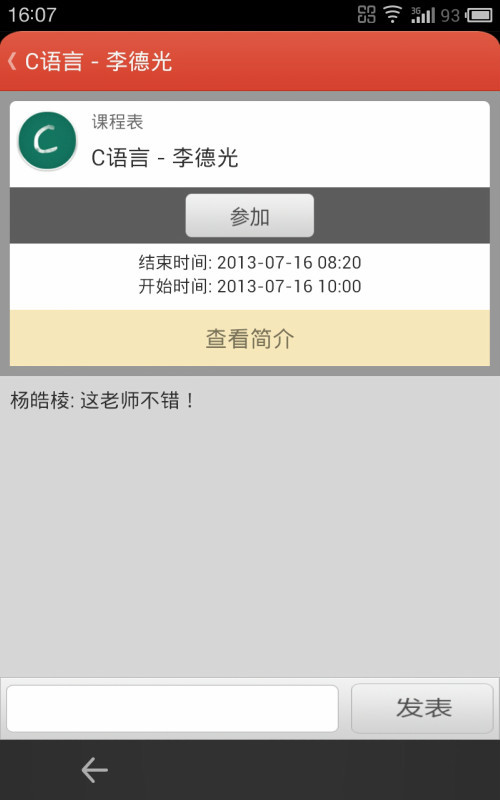 16:07
3G
93
C语言 - 李德光
C
课程表
C语言 - 李德光
参加
结束时间: 2013-07-16 08:20
开始时间: 2013-07-16 10:00
查看简介
杨皓棱: 这老师不错！
发表